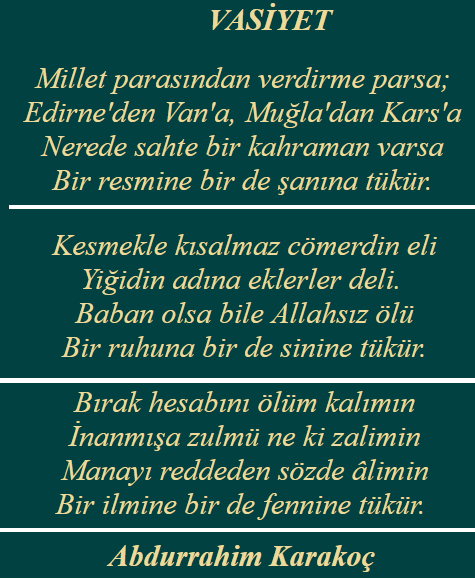 VASİYET
Millet parasından verdirme parsa;
Edirne'den Van'a, Muğla'dan Kars'a
Nerede sahte bir kahraman varsa
Bir resmine bir de şanına tükür.
Kesmekle kısalmaz cömerdin eli
Yiğidin adına eklerler deli.
Baban olsa bile Allahsız ölü
Bir ruhuna bir de sinine tükür.
Bırak hesabını ölüm kalımın
İnanmışa zulmü ne ki zalimin
Manayı reddeden sözde âlimin
Bir ilmine bir de fennine tükür.
Abdurrahim Karakoç